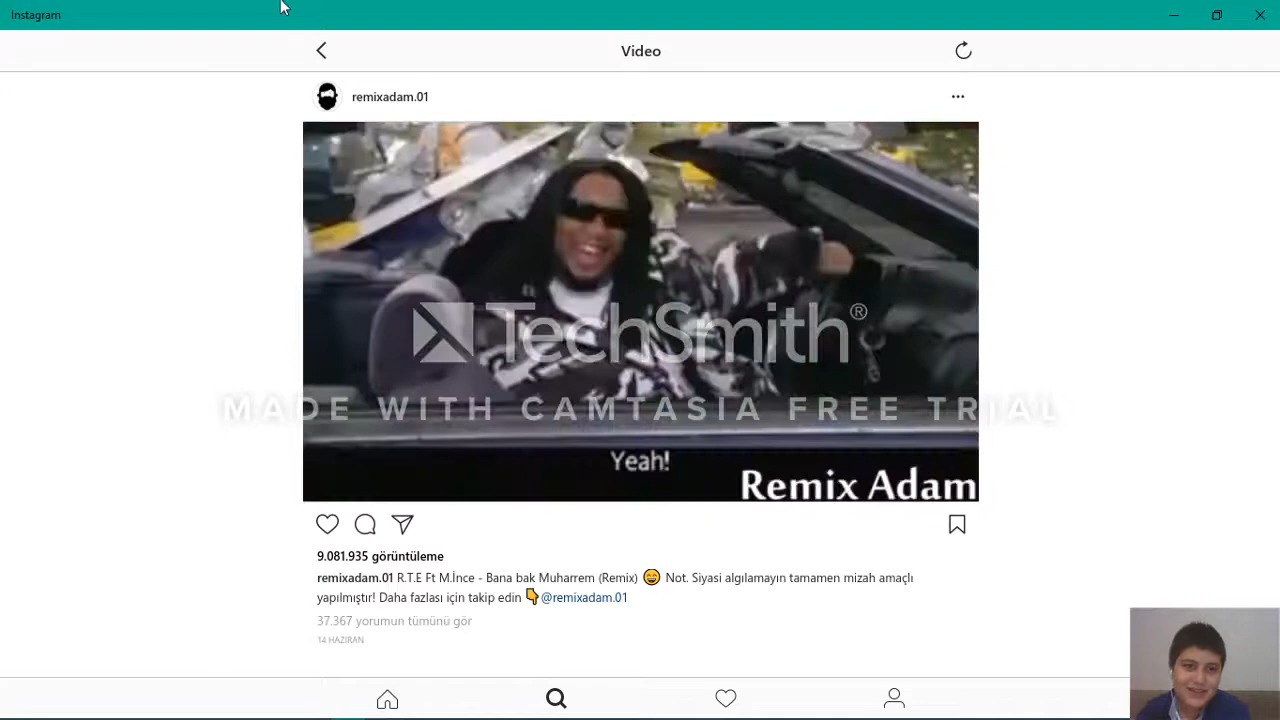 Instagram
Video
remixadam.01
TechSmith®
MADE WITH CAMTASIA FREE TRIAL
Yeah!
Remix Adam
9.081.935 görüntüleme
remixadam.01 R.T.E Ft M.İnce - Bana bak Muharrem (Remix) 😄 Not. Siyasi algılamayın tamamen mizah amaçlı
yapılmıştır! Daha fazlası için takip edin 👇@remixadam.01
37.367 yorumun tümünü gör
14 HAZIRAN